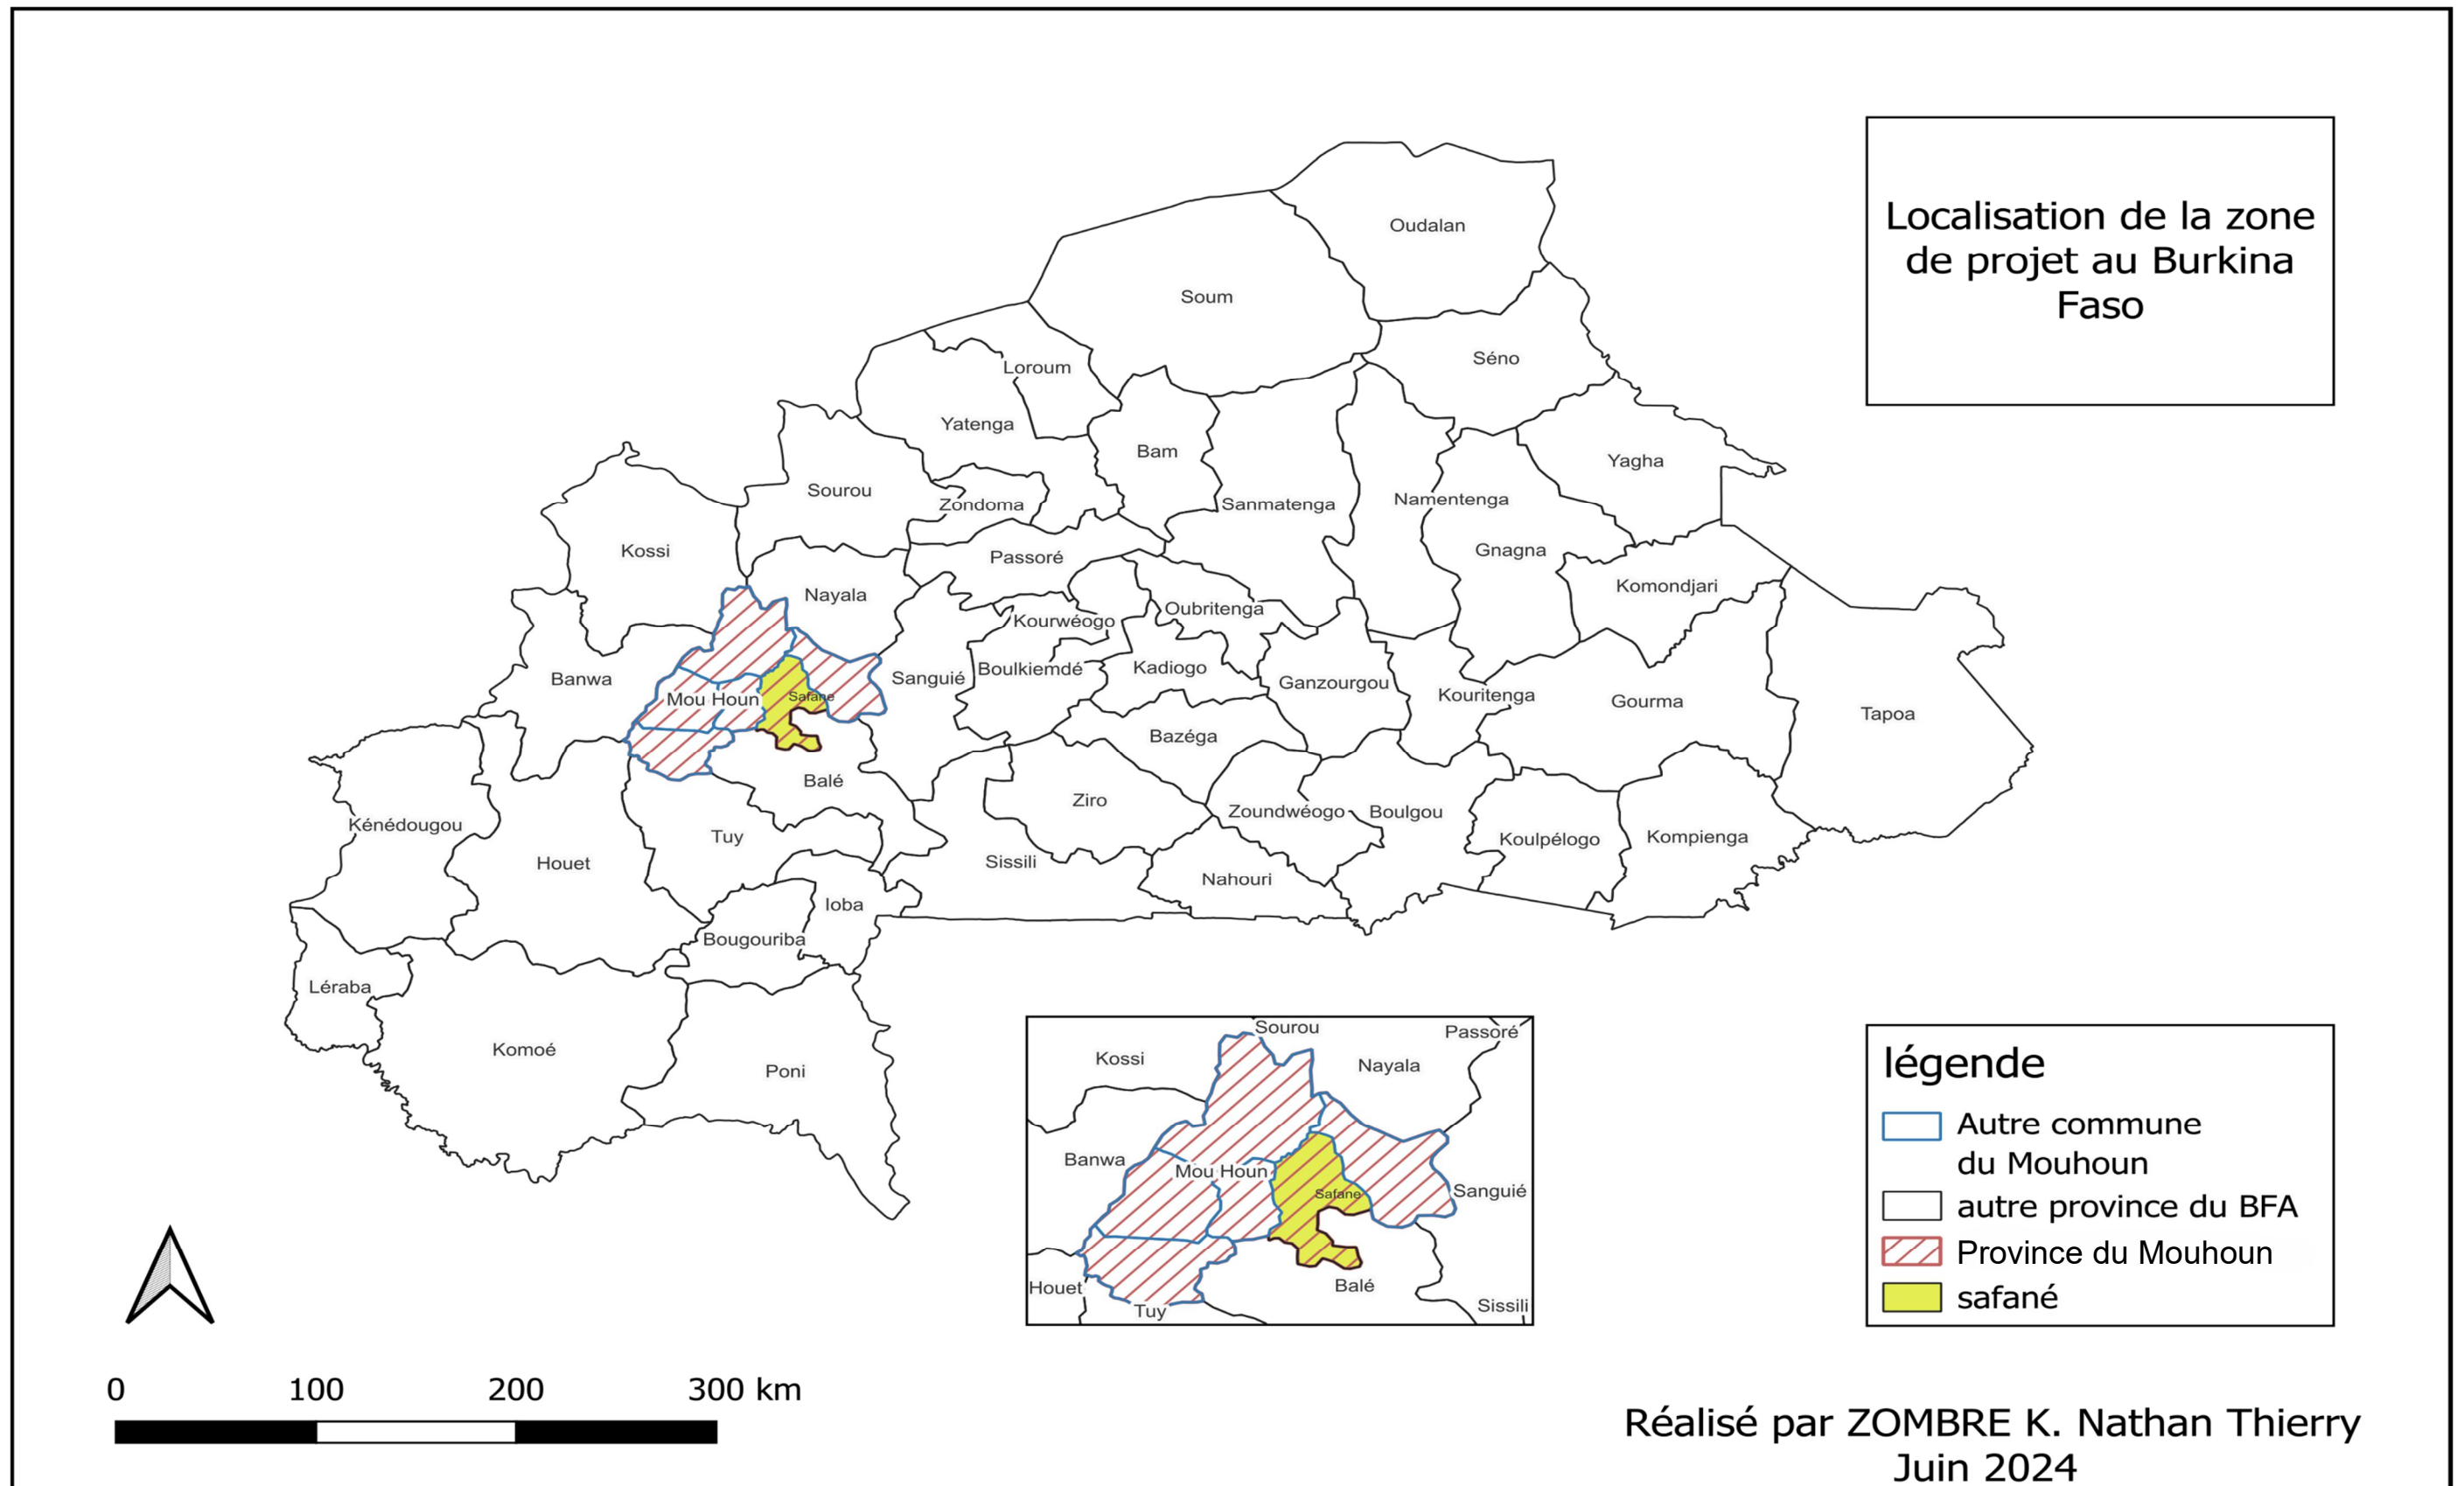 Localisation de la zone
de projet au Burkina
Faso
Oudalan
Soum
Séno
Loroum
Yatenga
Bam
Yagha
Sourou
Zondoma
Sanmatenga
Namentenga
Kossi
Passoré
Gnagna
Komondjari
Nayala
Kourwéogo
Oubritenga
Banwa
Mou Houn
Safane
Sanguié
Boulkiemdé
Kadiogo
Ganzourgou
Kouritenga
Gourma
Tapoa
Bazéga
Balé
Ziro
Zoundwéogo
Boulgou
Koulpélogo
Kompienga
Kénédougou
Tuy
Houet
Sissili
Nahouri
Ioba
Bougouriba
Léraba
Komoé
Poni
Sourou
Passoré
Kossi
Nayala
Banwa
Mou Houn
Safane
Sanguié
Houet
Tuy
Balé
Sissili
légende
Autre commune
du Mouhoun
autre province du BFA
Province du Mouhoun
safané
0 100 200 300 km
Réalisé par ZOMBRE K. Nathan Thierry
Juin 2024